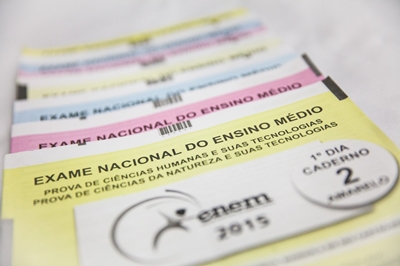 EXAME NACIONAL DO ENSINO MÉDIO
EXAME NACIONAL DO ENSINO MÉDIO
EXAME NACIONAL DO ENSINO MÉDIO
PROVA DE CIÊNCIAS HUMANAS E SUAS TECNOLOGIAS
PROVA DE CIÊNCIAS DA NATUREZA E SUAS TECNOLOGIAS
enem
2015
1º DIA
CADERNO
2
AMARELO